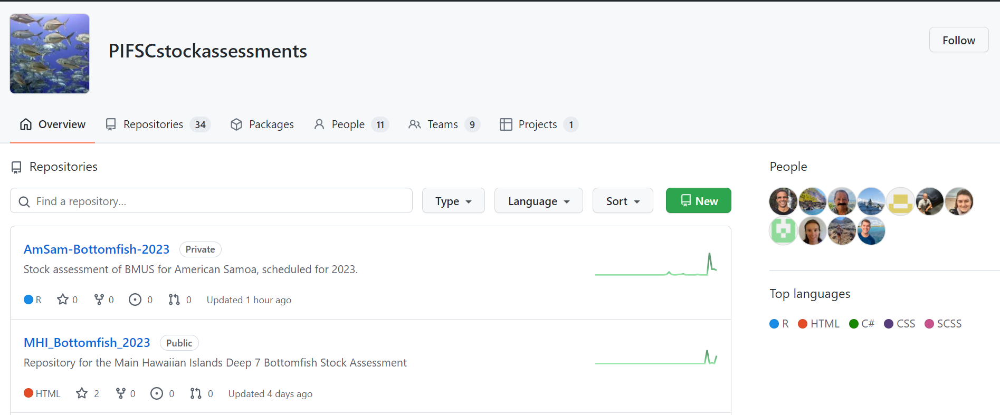 PIFSCstockassessments
Follow
Overview Repositories 34 Packages People 11 Teams 9 Projects 1
Repositories
Find a repository...
Type Language Sort New
AmSam-Bottomfish-2023 Private
Stock assessment of BMUS for American Samoa, scheduled for 2023.
R 0 0 0 0 Updated 1 hour ago
MHI_Bottomfish_2023 Public
Repository for the Main Hawaiian Islands Deep 7 Bottomfish Stock Assessment
HTML 2 0 0 0 Updated 4 days ago
People
Top languages
R HTML C# CSS SCSS